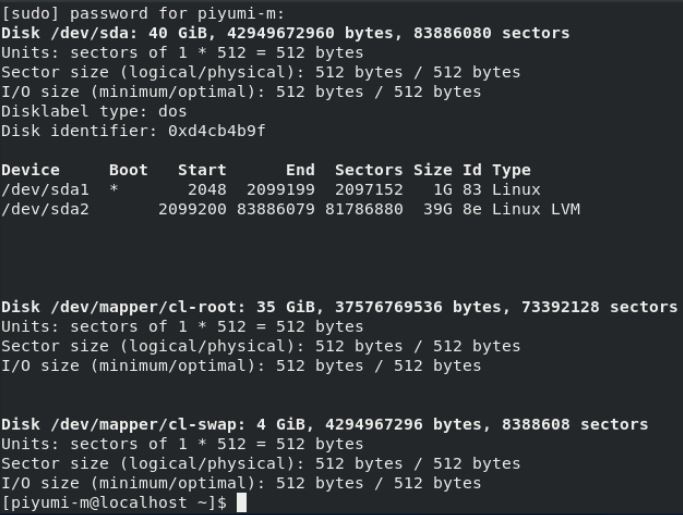 [sudo] password for piyumi-m:
Disk /dev/sda: 40 GiB, 42949672960 bytes, 83886080 sectors
Units: sectors of 1 * 512 = 512 bytes
Sector size (logical/physical): 512 bytes / 512 bytes
I/O size (minimum/optimal): 512 bytes / 512 bytes
Disklabel type: dos
Disk identifier: 0xd4cb4b9f
Device     Boot   Start      End  Sectors Size Id Type
/dev/sda1  *       2048  2099199  2097152   1G 83 Linux
/dev/sda2       2099200 83886079 81786880  39G 8e Linux LVM
Disk /dev/mapper/cl-root: 35 GiB, 37576769536 bytes, 73392128 sectors
Units: sectors of 1 * 512 = 512 bytes
Sector size (logical/physical): 512 bytes / 512 bytes
I/O size (minimum/optimal): 512 bytes / 512 bytes
Disk /dev/mapper/cl-swap: 4 GiB, 4294967296 bytes, 8388608 sectors
Units: sectors of 1 * 512 = 512 bytes
Sector size (logical/physical): 512 bytes / 512 bytes
I/O size (minimum/optimal): 512 bytes / 512 bytes
[piyumi-m@localhost ~]$